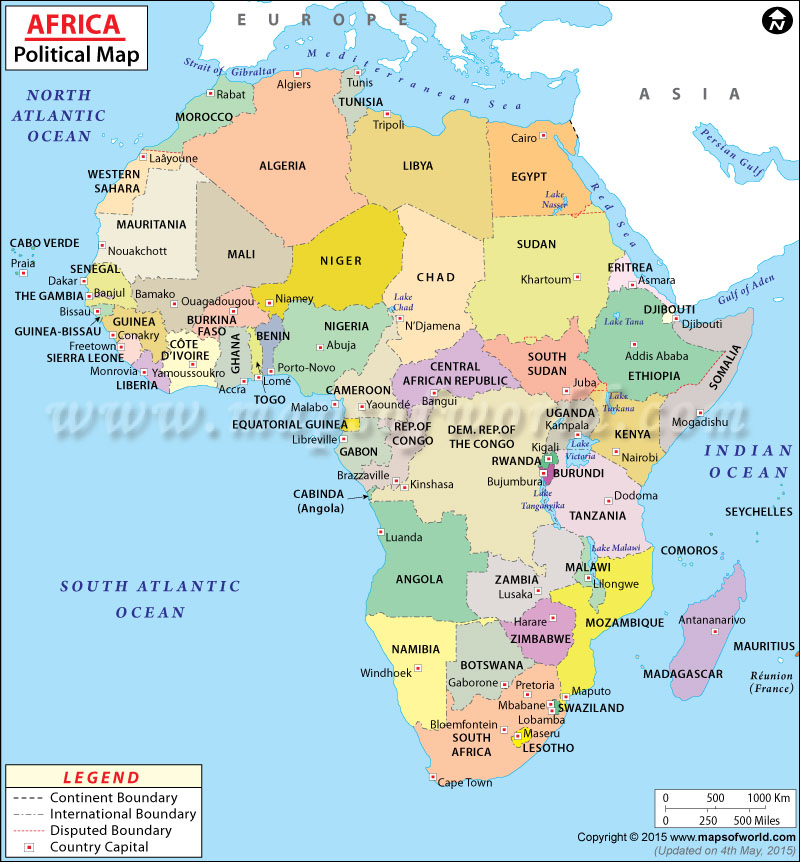 AFRICA
Political Map
EUROPE
ASIA
N
Strait of Gibraltar
Mediterranean Sea
NORTH
ATLANTIC
OCEAN
Rabat
MOROCCO
Algiers
Tunis
TUNISIA
Tripoli
Cairo
Persian Gulf
Laâyoune
WESTERN
SAHARA
ALGERIA
LIBYA
EGYPT
Lake
Nasser
Red Sea
MAURITANIA
Nouakchott
CABO VERDE
Praia
MALI
NIGER
CHAD
SUDAN
Khartoum
ERITREA
Asmara
Gulf of Aden
SENEGAL
Dakar
THE GAMBIA
Banjul
Bissau
GUINEA-BISSAU
Bamako
Ouagadougou
BURKINA
FASO
Niamey
Lake
Chad
N'Djamena
Lake Tana
DJIBOUTI
Djibouti
GUINEA
Conakry
Freetown
SIERRA LEONE
Monrovia
LIBERIA
CÔTE
D'IVOIRE
Yamoussoukro
GHANA
Accra
BENIN
Porto-Novo
Lomé
TOGO
NIGERIA
Abuja
CENTRAL
AFRICAN REPUBLIC
Bangui
SOUTH
SUDAN
Juba
Addis Ababa
ETHIOPIA
SOMALIA
Mogadishu
CAMEROON
Yaoundé
Malabo
EQUATORIAL GUINEA
Libreville
GABON
REP.OF
CONGO
Brazzaville
Kinshasa
CABINDA
(Angola)
DEM. REP.OF
THE CONGO
UGANDA
Kampala
Lake
Turkana
KENYA
Nairobi
Kigali
RWANDA
Lake
Victoria
BURUNDI
Bujumbura
Lake
Tanganyika
Dodoma
TANZANIA
INDIAN
OCEAN
SEYCHELLES
www.mapsofworld.com
Luanda
ANGOLA
ZAMBIA
Lusaka
Lake Malawi
MALAWI
Lilongwe
COMOROS
SOUTH ATLANTIC
OCEAN
Harare
ZIMBABWE
MOZAMBIQUE
Antananarivo
MADAGASCAR
MAURITIUS
Réunion
(France)
NAMIBIA
Windhoek
BOTSWANA
Gaborone
Pretoria
Maputo
Mbabane
SWAZILAND
Lobamba
Bloemfontein
Maseru
LESOTHO
SOUTH
AFRICA
Cape Town
LEGEND
Continent Boundary
International Boundary
Disputed Boundary
Country Capital
0 500 1000 Km
0 250 500 Miles
Copyright © 2015 www.mapsofworld.com
(Updated on 4th May, 2015)